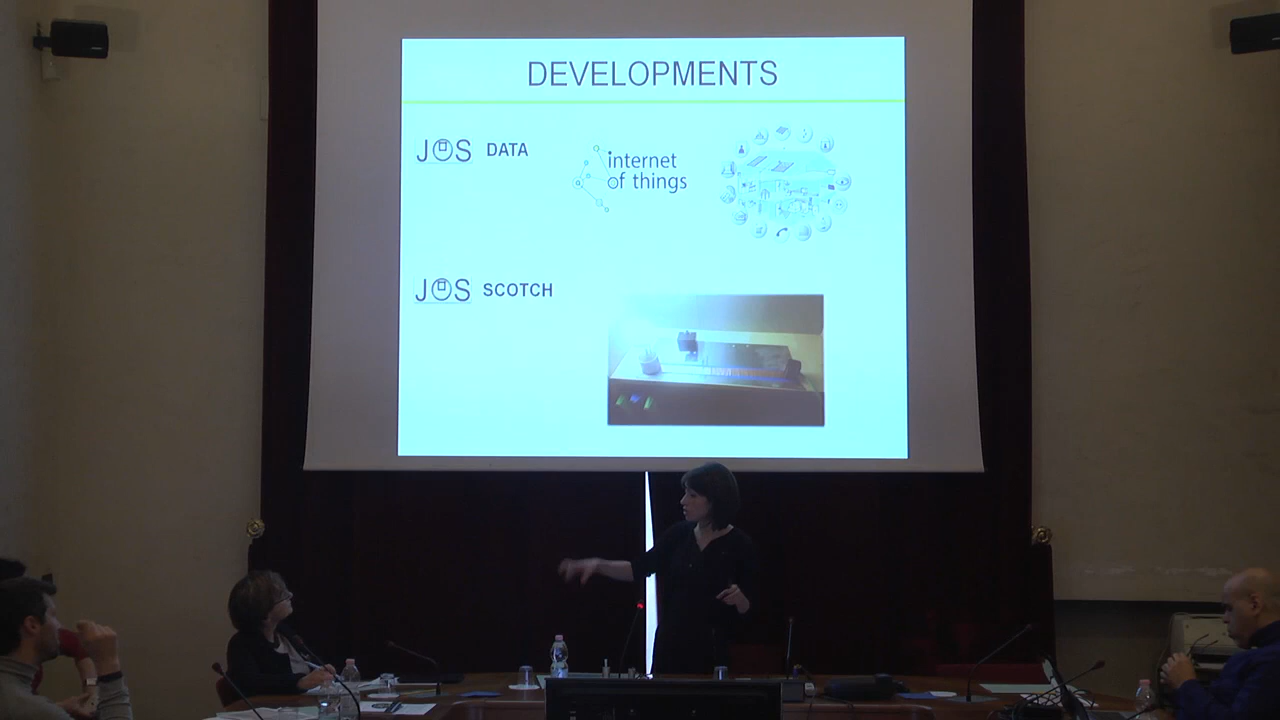 DEVELOPMENTS
JOS DATA
internet
of things
JOS SCOTCH